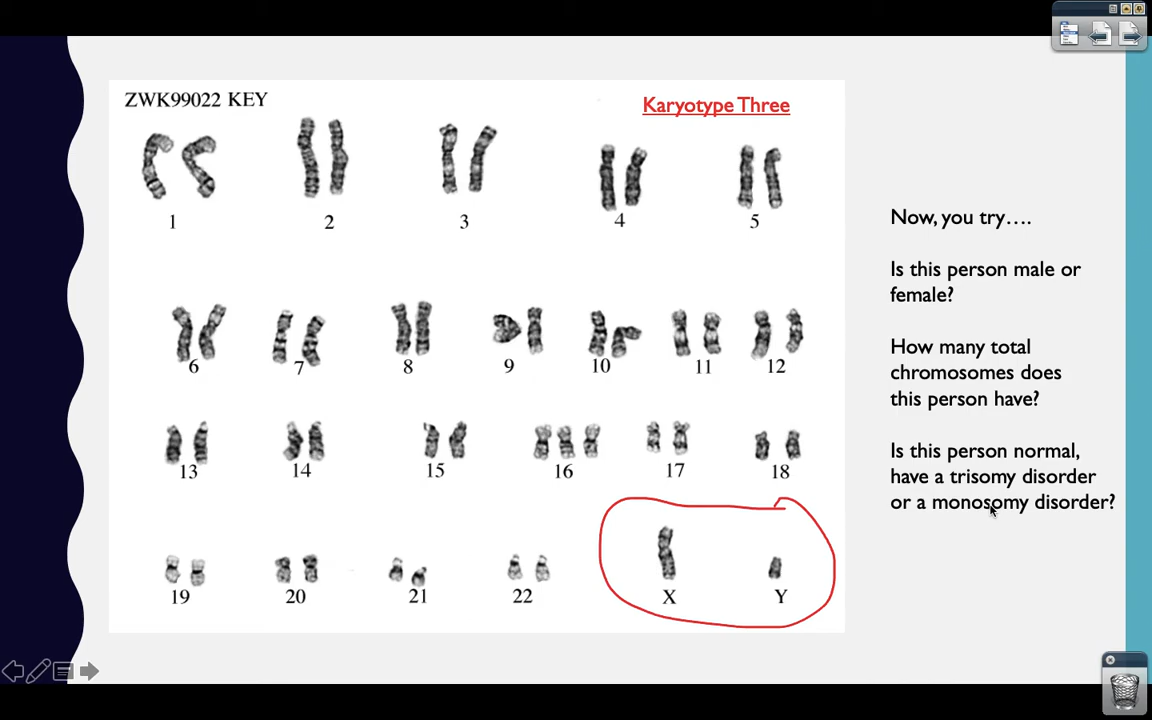 ZWK99022 KEY
Karyotype Three
1 2 3 4 5
6 7 8 9 10 11 12
13 14 15 16 17 18
19 20 21 22 X Y
Now, you try....
Is this person male or
female?
How many total
chromosomes does
this person have?
Is this person normal,
have a trisomy disorder
or a monosomy disorder?